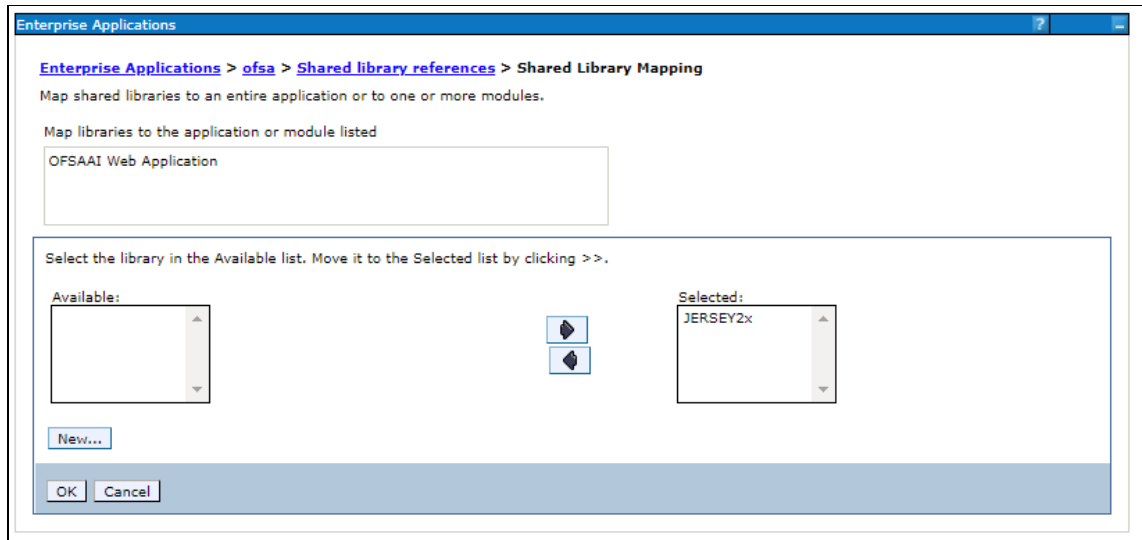 Enterprise Applications ? –
Enterprise Applications > ofsa > Shared library references > Shared Library Mapping
Map shared libraries to an entire application or to one or more modules.
Map libraries to the application or module listed
OFSAAI Web Application
Select the library in the Available list. Move it to the Selected list by clicking >>.
Available:
Selected:
JERSEY2x
New...
OK Cancel